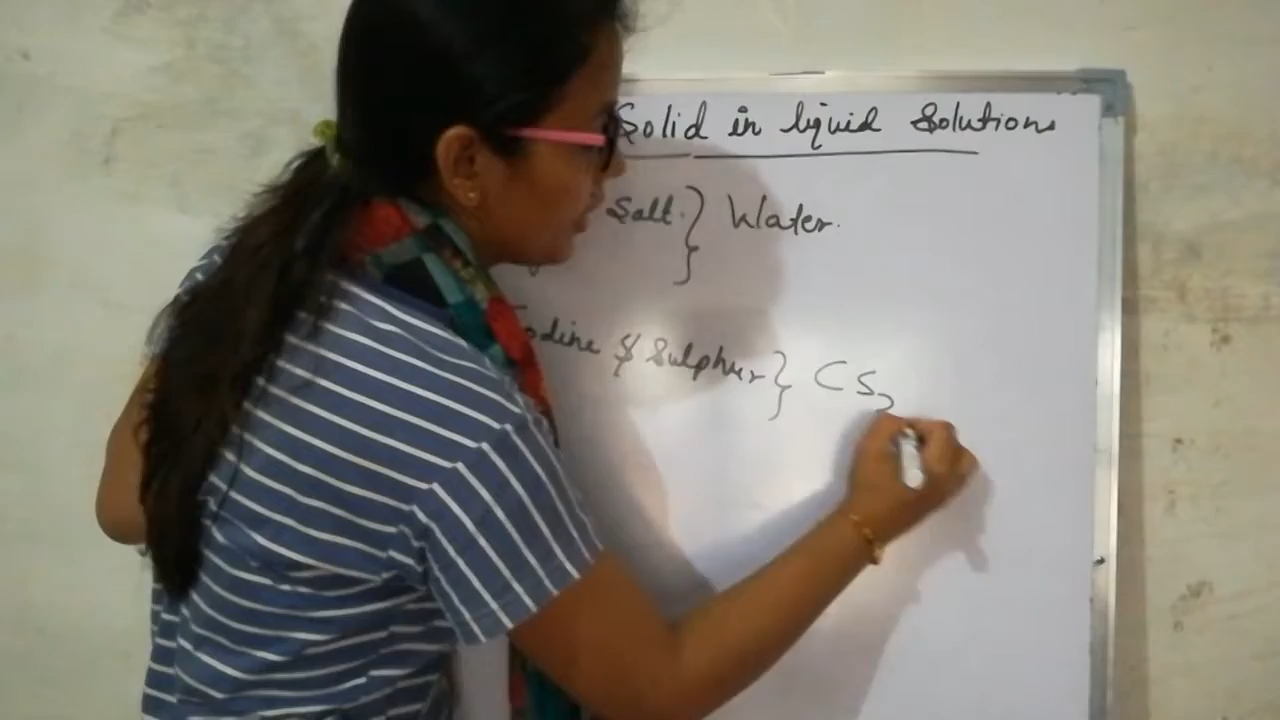 Solid in liquid Solutions
Salt. } Water.
odine & Sulphur } CS2